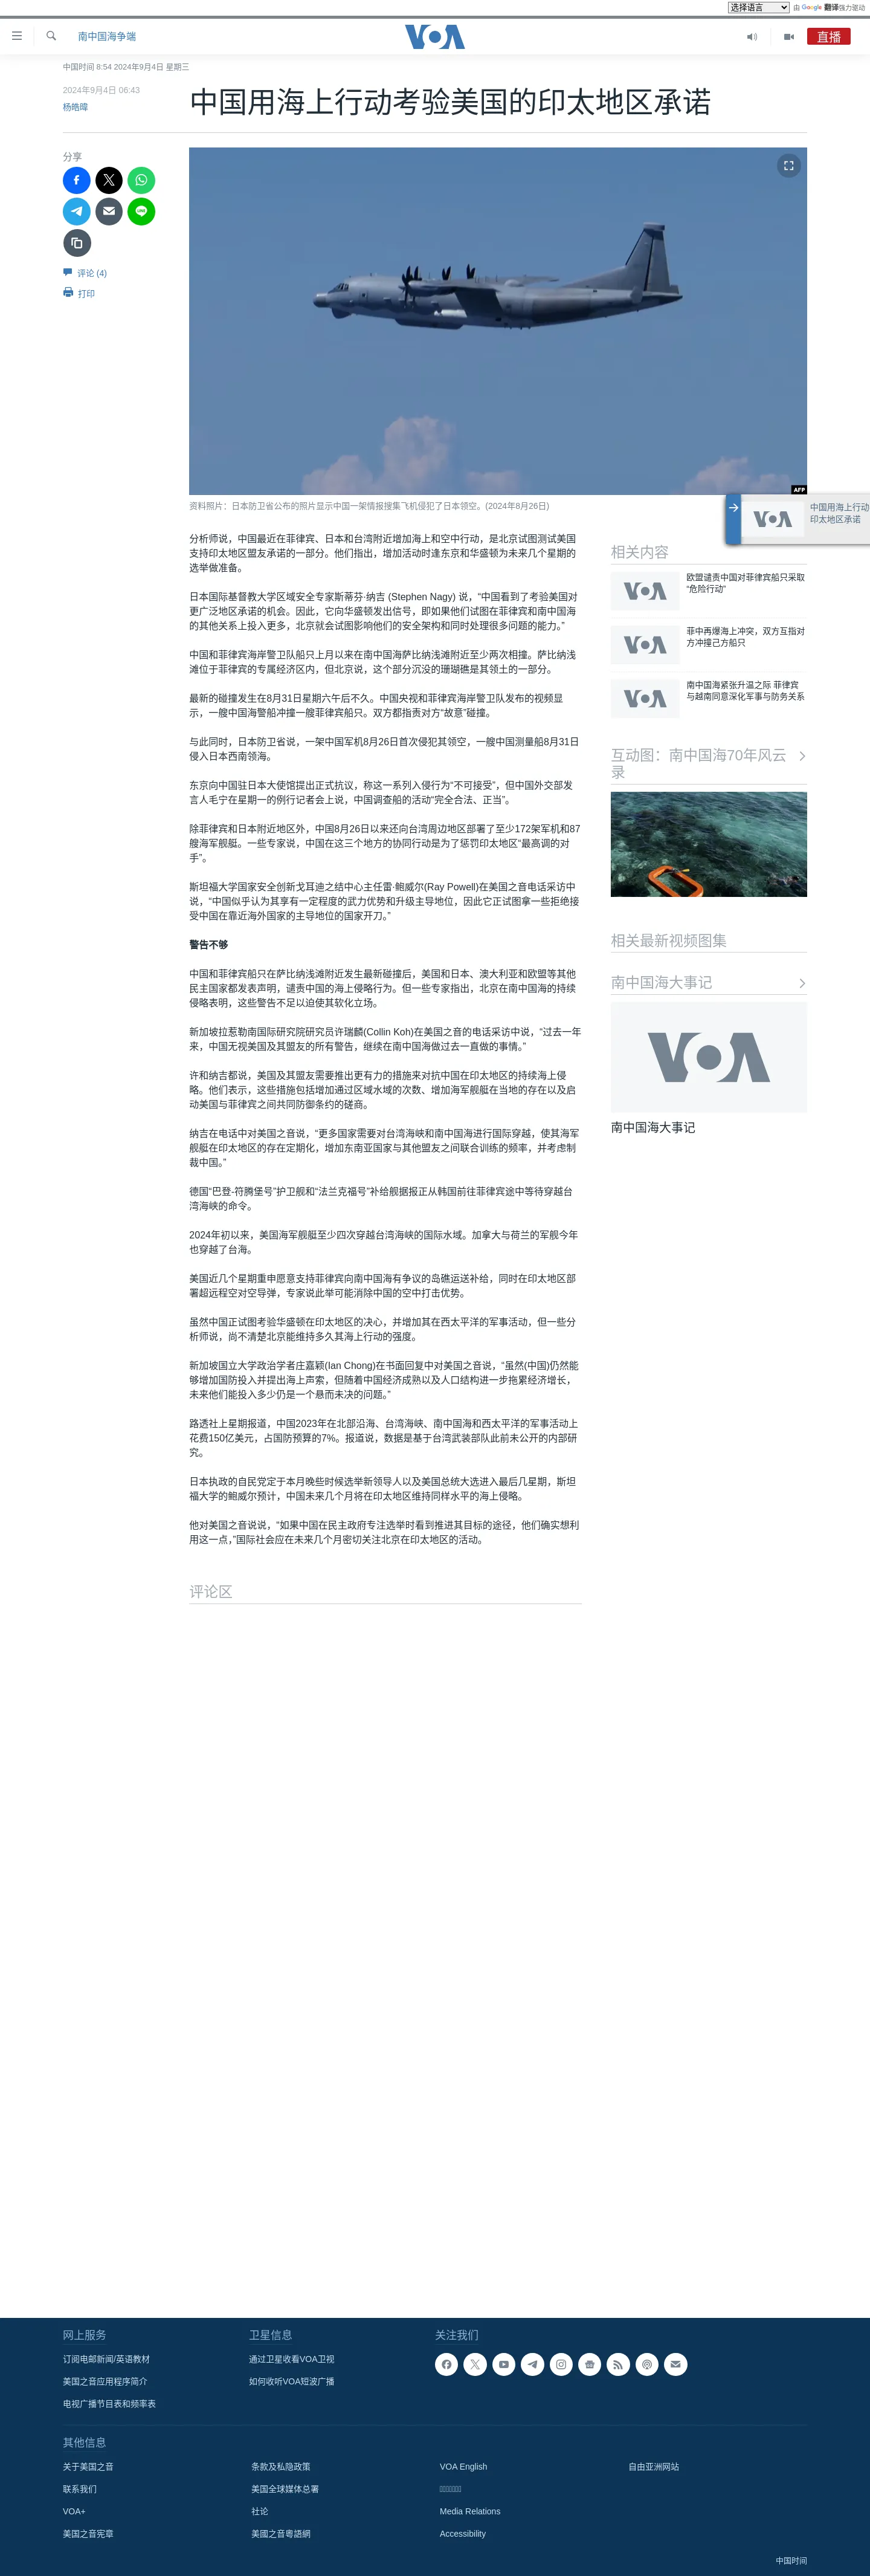 选择语言
由 Google 翻译强力驱动
南中国海争端
VOA
直播
中国时间 8:54 2024年9月4日 星期三
2024年9月4日 06:43
杨皓暐
中国用海上行动考验美国的印太地区承诺
分享
评论 (4)
打印
AFP
资料照片：日本防卫省公布的照片显示中国一架情报搜集飞机侵犯了日本领空。(2024年8月26日)
VOA
中国用海上行动
印太地区承诺
分析师说，中国最近在菲律宾、日本和台湾附近增加海上和空中行动，是北京试图测试美国
支持印太地区盟友承诺的一部分。他们指出，增加活动时逢东京和华盛顿为未来几个星期的
选举做准备。
日本国际基督教大学区域安全专家斯蒂芬·纳吉 (Stephen Nagy) 说，“中国看到了考验美国对
更广泛地区承诺的机会。因此，它向华盛顿发出信号，即如果他们试图在菲律宾和南中国海
的其他关系上投入更多，北京就会试图影响他们的安全架构和同时处理很多问题的能力。”
中国和菲律宾海岸警卫队船只上月以来在南中国海萨比纳浅滩附近至少两次相撞。萨比纳浅
滩位于菲律宾的专属经济区内，但北京说，这个部分沉没的珊瑚礁是其领土的一部分。
最新的碰撞发生在8月31日星期六午后不久。中国央视和菲律宾海岸警卫队发布的视频显
示，一艘中国海警船冲撞一艘菲律宾船只。双方都指责对方“故意”碰撞。
与此同时，日本防卫省说，一架中国军机8月26日首次侵犯其领空，一艘中国测量船8月31日
侵入日本西南领海。
东京向中国驻日本大使馆提出正式抗议，称这一系列入侵行为“不可接受”，但中国外交部发
言人毛宁在星期一的例行记者会上说，中国调查船的活动“完全合法、正当”。
除菲律宾和日本附近地区外，中国8月26日以来还向台湾周边地区部署了至少172架军机和87
艘海军舰艇。一些专家说，中国在这三个地方的协同行动是为了惩罚印太地区“最高调的对
手”。
斯坦福大学国家安全创新戈耳迪之结中心主任雷·鲍威尔(Ray Powell)在美国之音电话采访中
说，“中国似乎认为其享有一定程度的武力优势和升级主导地位，因此它正试图拿一些拒绝接
受中国在靠近海外国家的主导地位的国家开刀。”
警告不够
中国和菲律宾船只在萨比纳浅滩附近发生最新碰撞后，美国和日本、澳大利亚和欧盟等其他
民主国家都发表声明，谴责中国的海上侵略行为。但一些专家指出，北京在南中国海的持续
侵略表明，这些警告不足以迫使其软化立场。
新加坡拉惹勒南国际研究院研究员许瑞麟(Collin Koh)在美国之音的电话采访中说，“过去一年
来，中国无视美国及其盟友的所有警告，继续在南中国海做过去一直做的事情。”
许和纳吉都说，美国及其盟友需要推出更有力的措施来对抗中国在印太地区的持续海上侵
略。他们表示，这些措施包括增加通过区域水域的次数、增加海军舰艇在当地的存在以及启
动美国与菲律宾之间共同防御条约的磋商。
纳吉在电话中对美国之音说，“更多国家需要对台湾海峡和南中国海进行国际穿越，使其海军
舰艇在印太地区的存在定期化，增加东南亚国家与其他盟友之间联合训练的频率，并考虑制
裁中国。”
德国“巴登-符腾堡号”护卫舰和“法兰克福号”补给舰据报正从韩国前往菲律宾途中等待穿越台
湾海峡的命令。
2024年初以来，美国海军舰艇至少四次穿越台湾海峡的国际水域。加拿大与荷兰的军舰今年
也穿越了台海。
美国近几个星期重申愿意支持菲律宾向南中国海有争议的岛礁运送补给，同时在印太地区部
署超远程空对空导弹，专家说此举可能消除中国的空中打击优势。
虽然中国正试图考验华盛顿在印太地区的决心，并增加其在西太平洋的军事活动，但一些分
析师说，尚不清楚北京能维持多久其海上行动的强度。
新加坡国立大学政治学者庄嘉颖(Ian Chong)在书面回复中对美国之音说，“虽然(中国)仍然能
够增加国防投入并提出海上声索，但随着中国经济成熟以及人口结构进一步拖累经济增长，
未来他们能投入多少仍是一个悬而未决的问题。”
路透社上星期报道，中国2023年在北部沿海、台湾海峡、南中国海和西太平洋的军事活动上
花费150亿美元，占国防预算的7%。报道说，数据是基于台湾武装部队此前未公开的内部研
究。
日本执政的自民党定于本月晚些时候选举新领导人以及美国总统大选进入最后几星期，斯坦
福大学的鲍威尔预计，中国未来几个月将在印太地区维持同样水平的海上侵略。
他对美国之音说说，“如果中国在民主政府专注选举时看到推进其目标的途径，他们确实想利
用这一点，”国际社会应在未来几个月密切关注北京在印太地区的活动。
评论区
相关内容
VOA
欧盟谴责中国对菲律宾船只采取
“危险行动”
VOA
菲中再爆海上冲突，双方互指对
方冲撞己方船只
VOA
南中国海紧张升温之际 菲律宾
与越南同意深化军事与防务关系
互动图：南中国海70年风云
录
相关最新视频图集
南中国海大事记
VOA
南中国海大事记
网上服务
订阅电邮新闻/英语教材
美国之音应用程序简介
电视广播节目表和频率表
卫星信息
通过卫星收看VOA卫视
如何收听VOA短波广播
关注我们
其他信息
关于美国之音
联系我们
VOA+
美国之音宪章
条款及私隐政策
美国全球媒体总署
社论
美國之音粵語網
VOA English
Media Relations
Accessibility
自由亚洲网站
中国时间